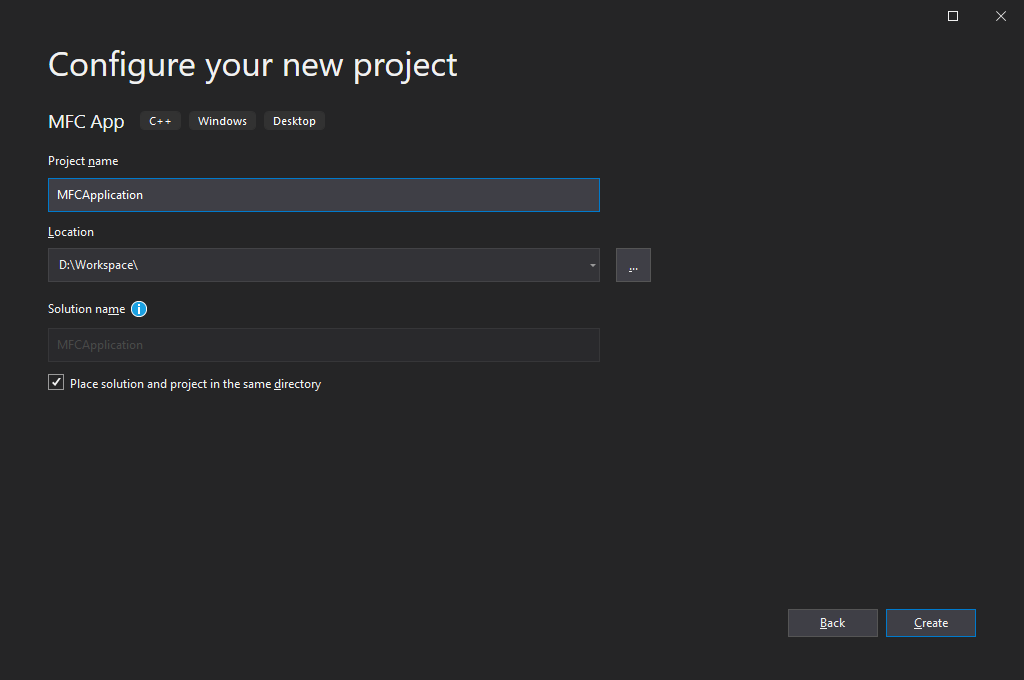 Configure your new project
MFC App C++ Windows Desktop
Project name
MFCApplication
Location
D:\Workspace\
...
Solution name
MFCApplication
Place solution and project in the same directory
Back Create